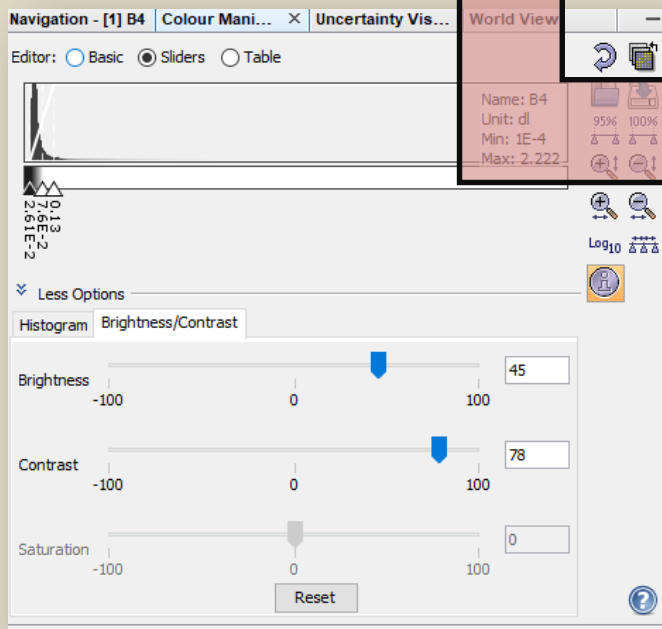 Navigation - [1] B4 Colour Mani... × Uncertainty Vis... World View
Editor: Basic Sliders Table
Name: B4
Unit: dl
Min: 1E-4
Max: 2.222
95% 100%
2.61E-2
7.6E-2
0.13
Log10
Less Options
Histogram Brightness/Contrast
Brightness 45
-100 0 100
Contrast 78
-100 0 100
Saturation 0
-100 0 100
Reset